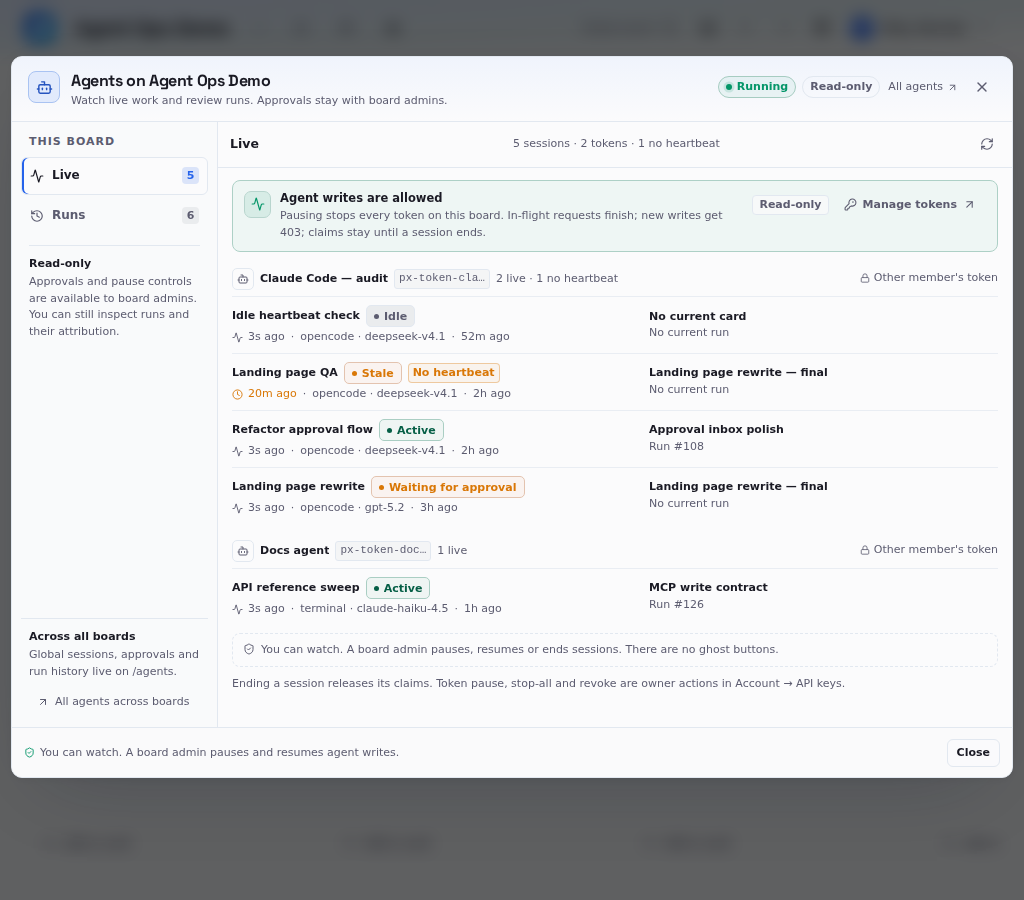 Agents on Agent Ops Demo
Watch live work and review runs. Approvals stay with board admins.
Running
Read-only
All agents
THIS BOARD
Live 5
Runs 6
Read-only
Approvals and pause controls
are available to board admins.
You can still inspect runs and
their attribution.
Across all boards
Global sessions, approvals and
run history live on /agents.
All agents across boards
Live
5 sessions · 2 tokens · 1 no heartbeat
Agent writes are allowed
Pausing stops every token on this board. In-flight requests finish; new writes get
403; claims stay until a session ends.
Read-only
Manage tokens
Claude Code — audit px-token-cla… 2 live · 1 no heartbeat
Other member's token
Idle heartbeat check Idle
3s ago · opencode · deepseek-v4.1 · 52m ago
No current card
No current run
Landing page QA Stale No heartbeat
20m ago · opencode · deepseek-v4.1 · 2h ago
Landing page rewrite — final
No current run
Refactor approval flow Active
3s ago · opencode · deepseek-v4.1 · 2h ago
Approval inbox polish
Run #108
Landing page rewrite Waiting for approval
3s ago · opencode · gpt-5.2 · 3h ago
Landing page rewrite — final
No current run
Docs agent px-token-doc… 1 live
Other member's token
API reference sweep Active
3s ago · terminal · claude-haiku-4.5 · 1h ago
MCP write contract
Run #126
You can watch. A board admin pauses, resumes or ends sessions. There are no ghost buttons.
Ending a session releases its claims. Token pause, stop-all and revoke are owner actions in Account → API keys.
You can watch. A board admin pauses and resumes agent writes.
Close